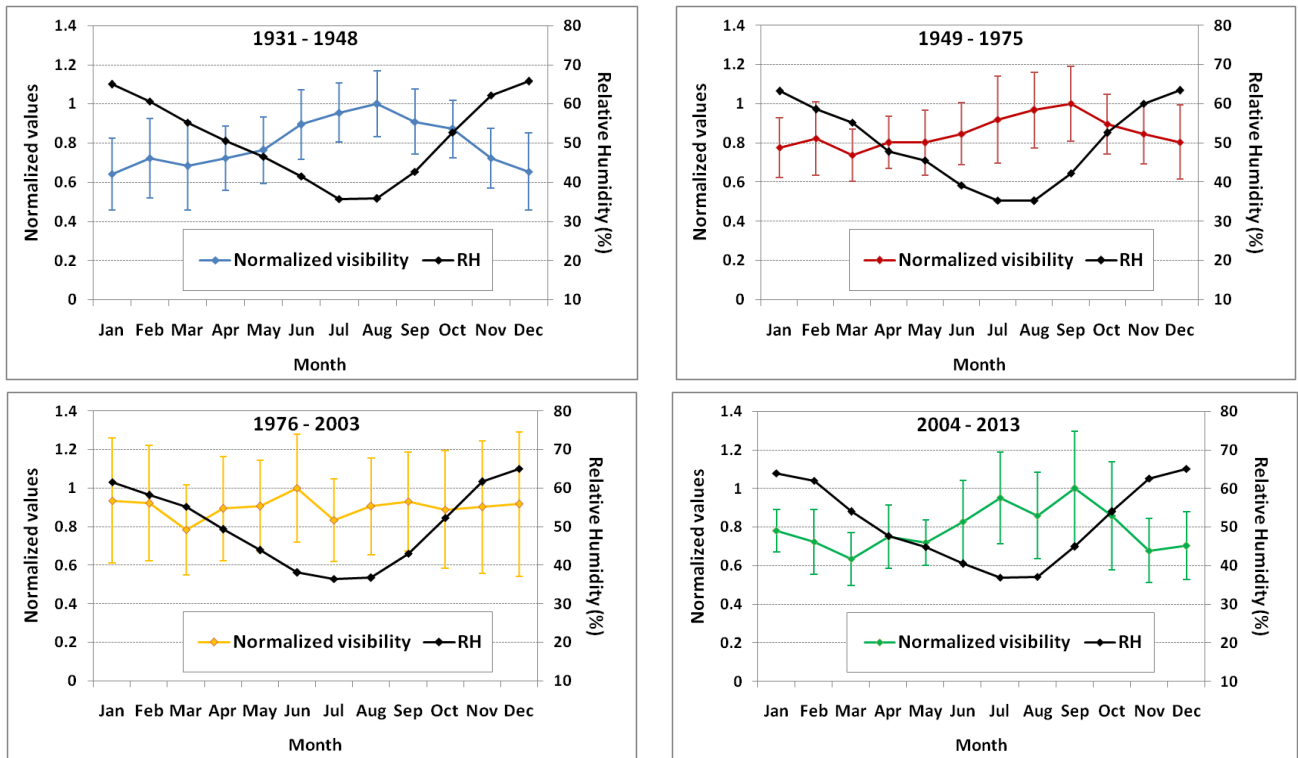 1931 - 1948
Normalized values
Relative Humidity (%)
1.4
1.2
1
0.8
0.6
0.4
0.2
0
80
70
60
50
40
30
20
10
Normalized visibility RH
Jan Feb Mar Apr May Jun Jul Aug Sep Oct Nov Dec
Month
1949 - 1975
Normalized values
Relative Humidity (%)
1.4
1.2
1
0.8
0.6
0.4
0.2
0
80
70
60
50
40
30
20
10
Normalized visibility RH
Jan Feb Mar Apr May Jun Jul Aug Sep Oct Nov Dec
Month
1976 - 2003
Normalized values
Relative Humidity (%)
1.4
1.2
1
0.8
0.6
0.4
0.2
0
80
70
60
50
40
30
20
10
Normalized visibility RH
Jan Feb Mar Apr May Jun Jul Aug Sep Oct Nov Dec
Month
2004 - 2013
Normalized values
Relative Humidity (%)
1.4
1.2
1
0.8
0.6
0.4
0.2
0
80
70
60
50
40
30
20
10
Normalized visibility RH
Jan Feb Mar Apr May Jun Jul Aug Sep Oct Nov Dec
Month